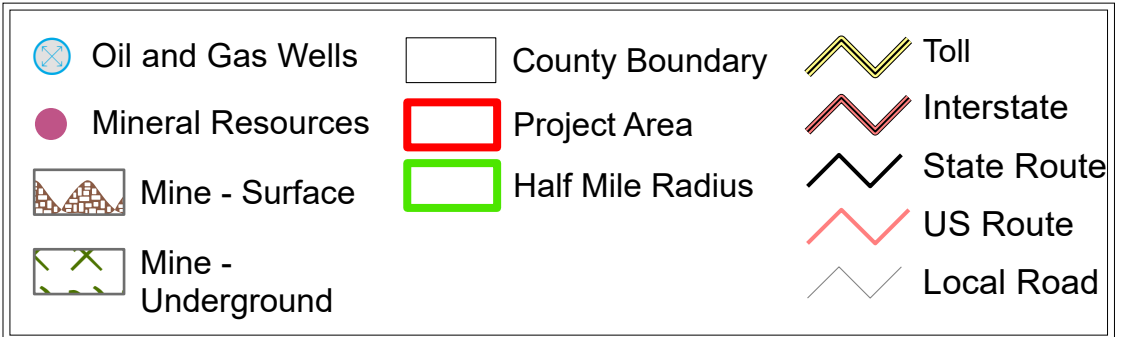 Oil and Gas Wells
Mineral Resources
Mine - Surface
Mine -
Underground
County Boundary
Project Area
Half Mile Radius
Toll
Interstate
State Route
US Route
Local Road